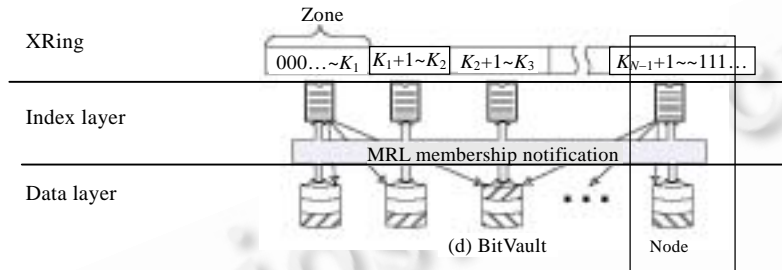 Zone
XRing
000…~K₁ K₁+1~K₂ K₂+1~K₃ Kₙ₋₁+1~~111…
Index layer
MRL membership notification
Data layer
(d) BitVault
Node